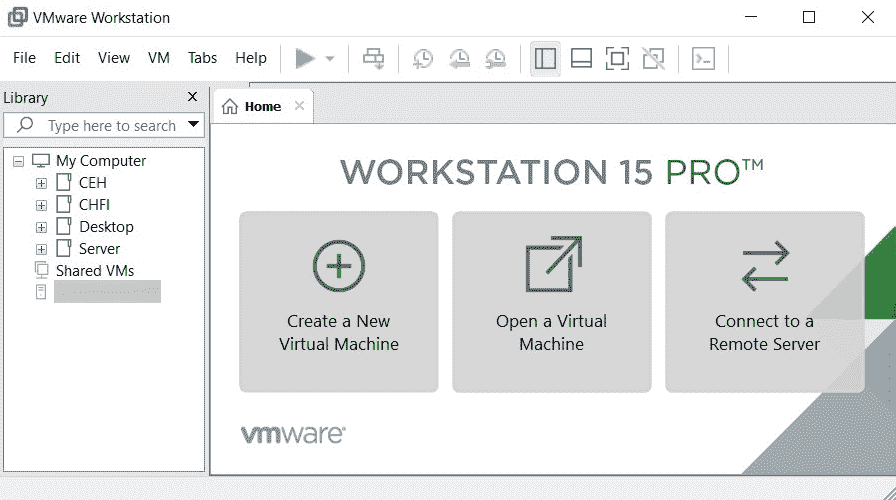 VMware Workstation
File Edit View VM Tabs Help
Library
Home
Type here to search
My Computer
CEH
CHFI
Desktop
Server
Shared VMs
WORKSTATION 15 PRO™
Create a New
Virtual Machine
Open a Virtual
Machine
Connect to a
Remote Server
vmware®